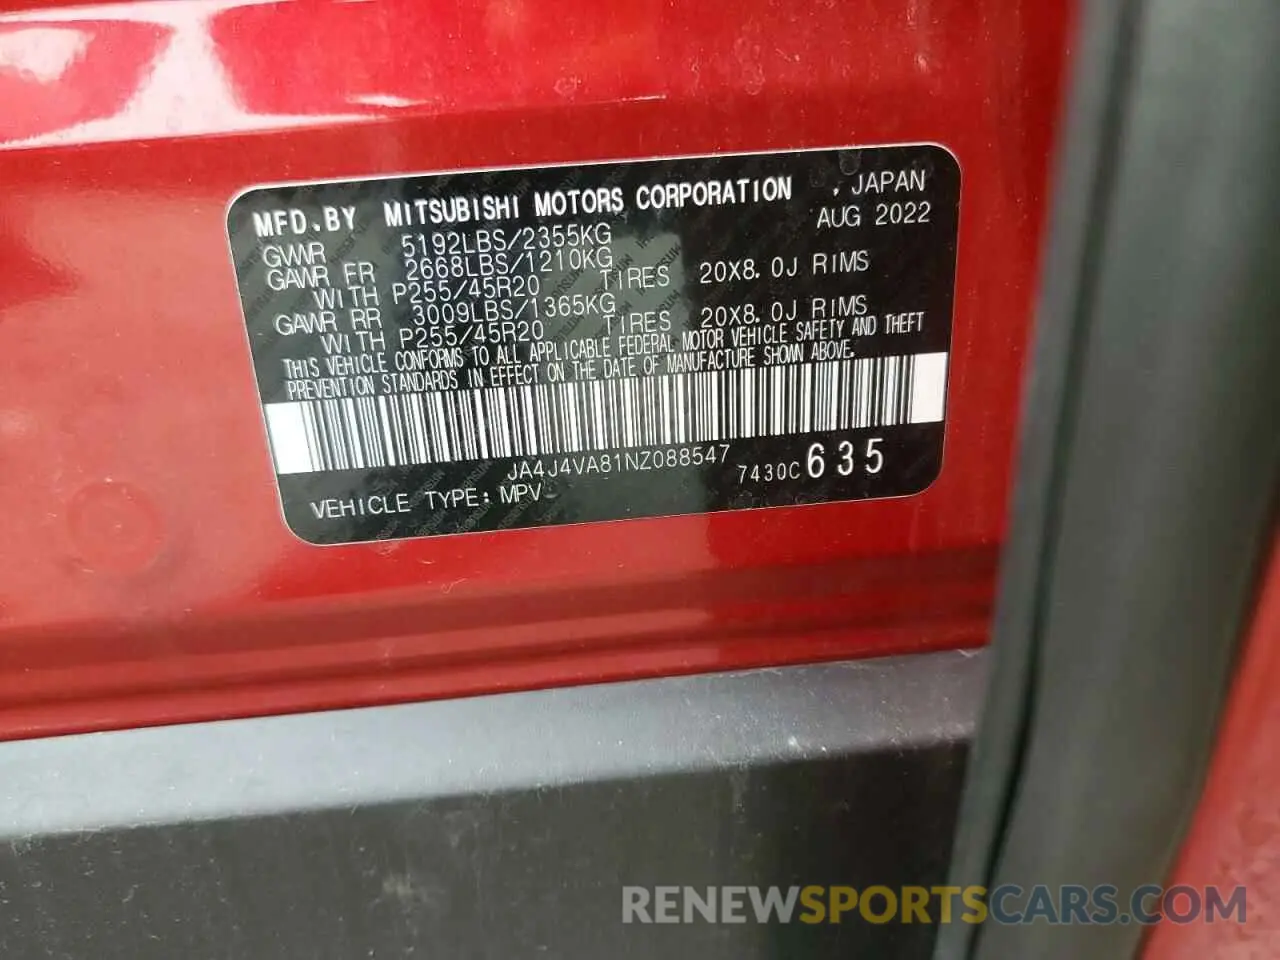 MFD.BY MITSUBISHI MOTORS CORPORATION , JAPAN
AUG 2022
GVWR 5192LBS/2355KG
GAWR FR 2668LBS/1210KG
WITH P255/45R20 TIRES 20X8.0J RIMS
GAWR RR 3009LBS/1365KG
WITH P255/45R20 TIRES 20X8.0J RIMS
THIS VEHICLE CONFORMS TO ALL APPLICABLE FEDERAL MOTOR VEHICLE SAFETY AND THEFT
PREVENTION STANDARDS IN EFFECT ON THE DATE OF MANUFACTURE SHOWN ABOVE.
JA4J4VA81NZ088547 7430C 635
VEHICLE TYPE: MPV
RENEWSPORTSCARS.COM